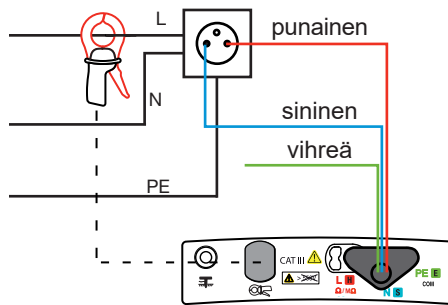 L
punainen
N
sininen
vihreä
PE
CAT III
L R
Ω/MΩ
N S
PE E
COM